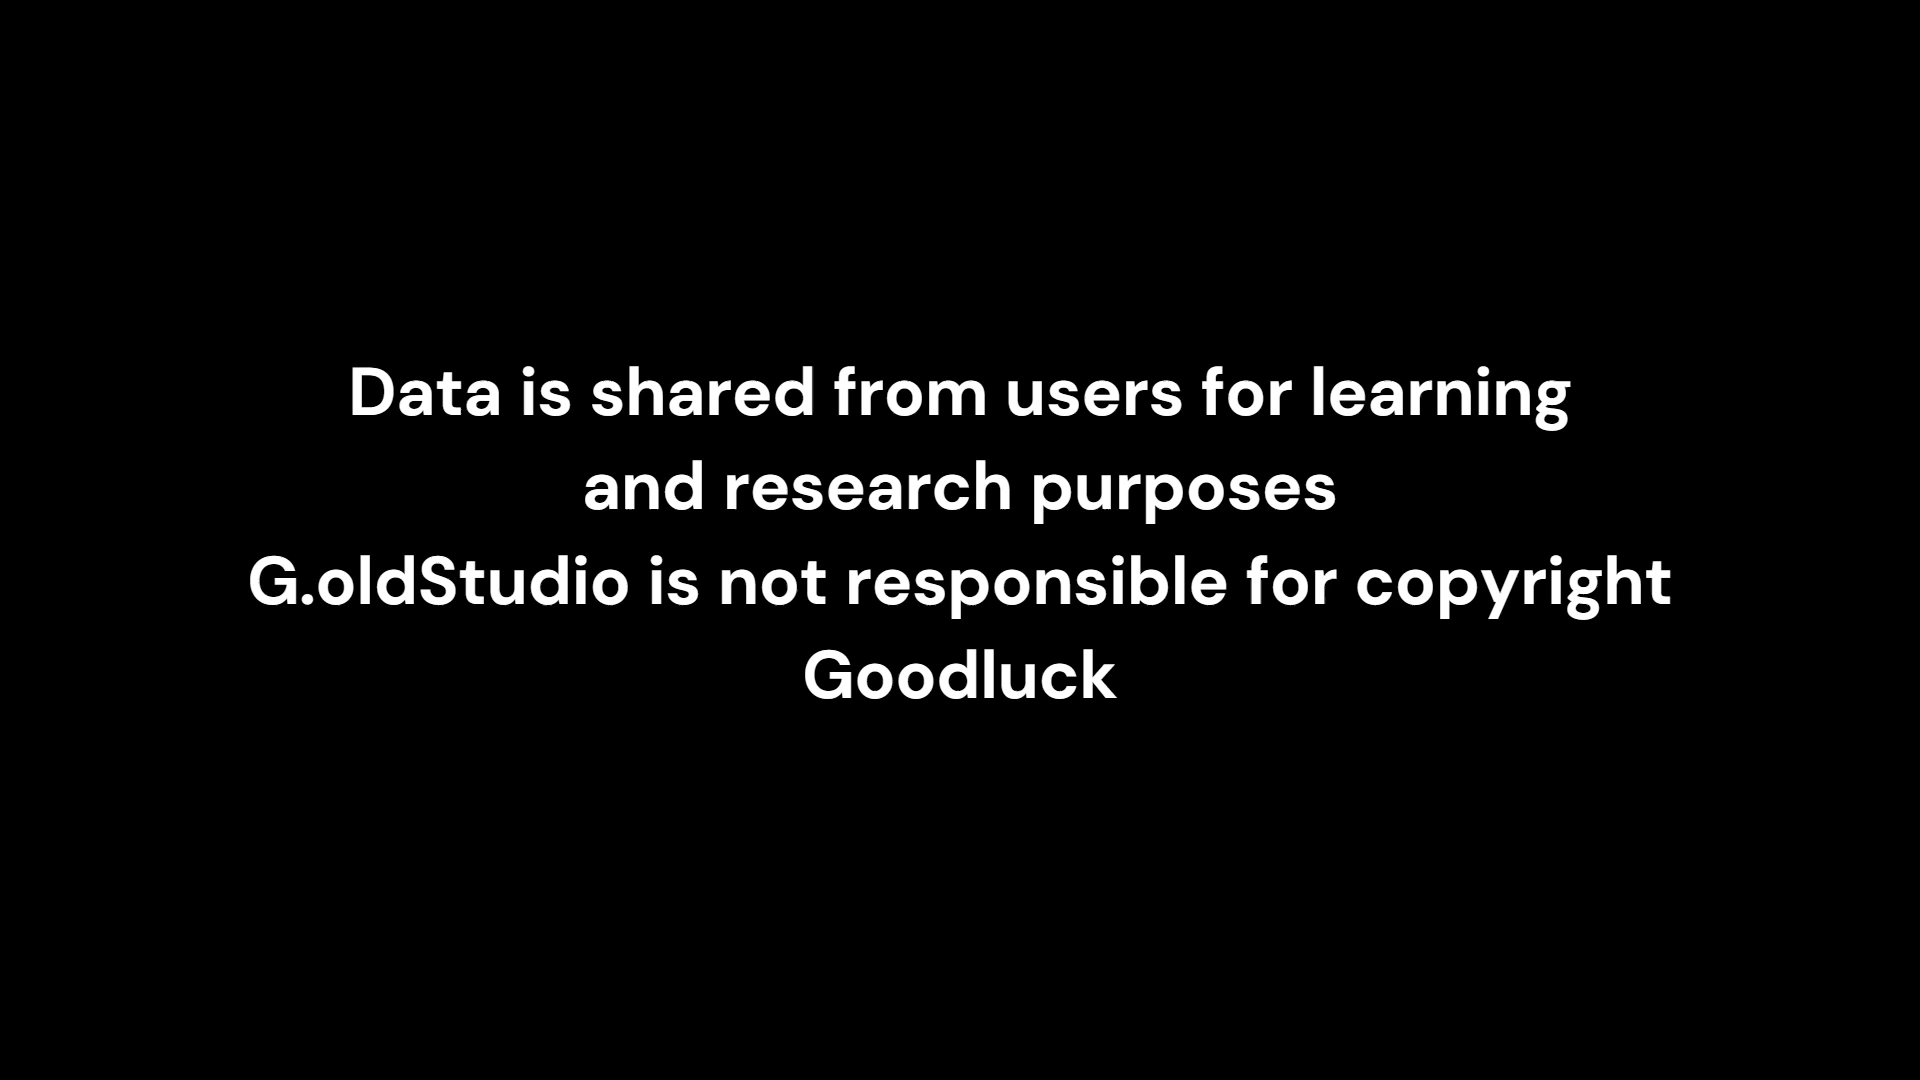 Data is shared from users for learning
and research purposes
G.oldStudio is not responsible for copyright
Goodluck